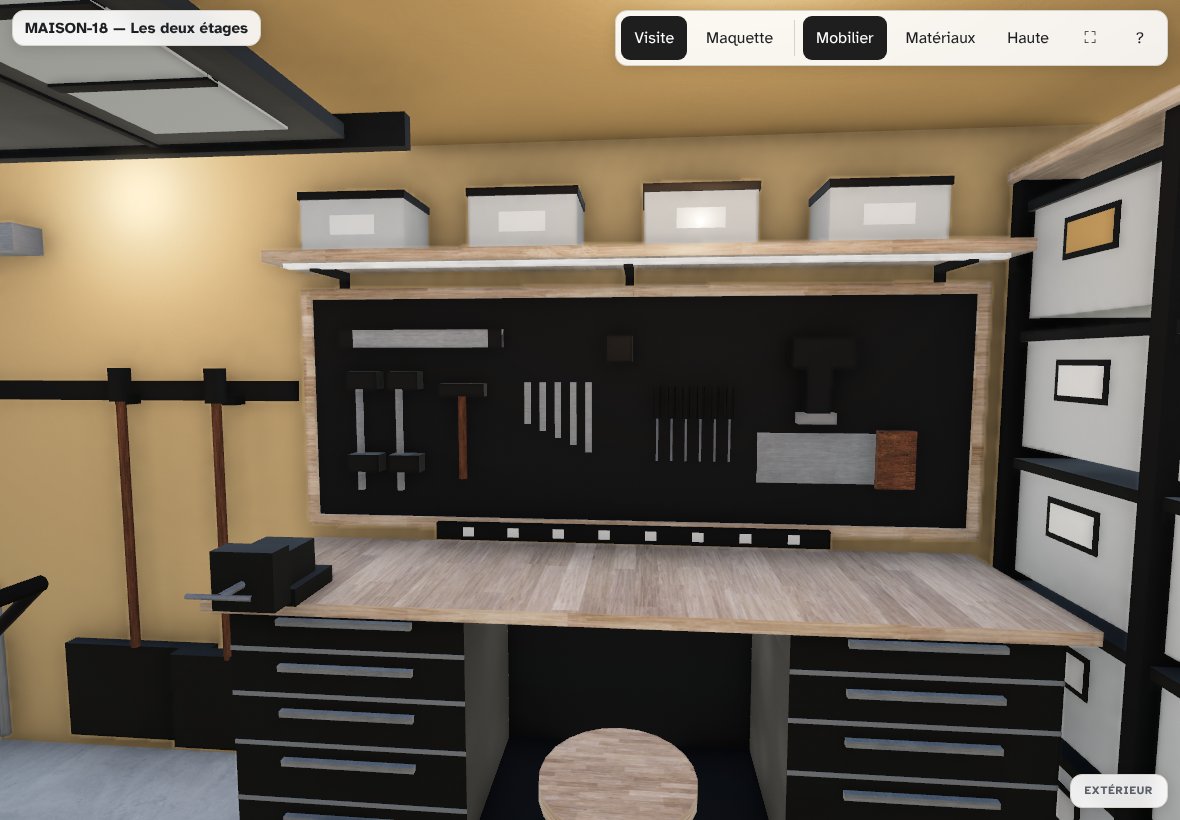 MAISON-18 — Les deux étages
Visite
Maquette
Mobilier
Matériaux
Haute
?
EXTÉRIEUR